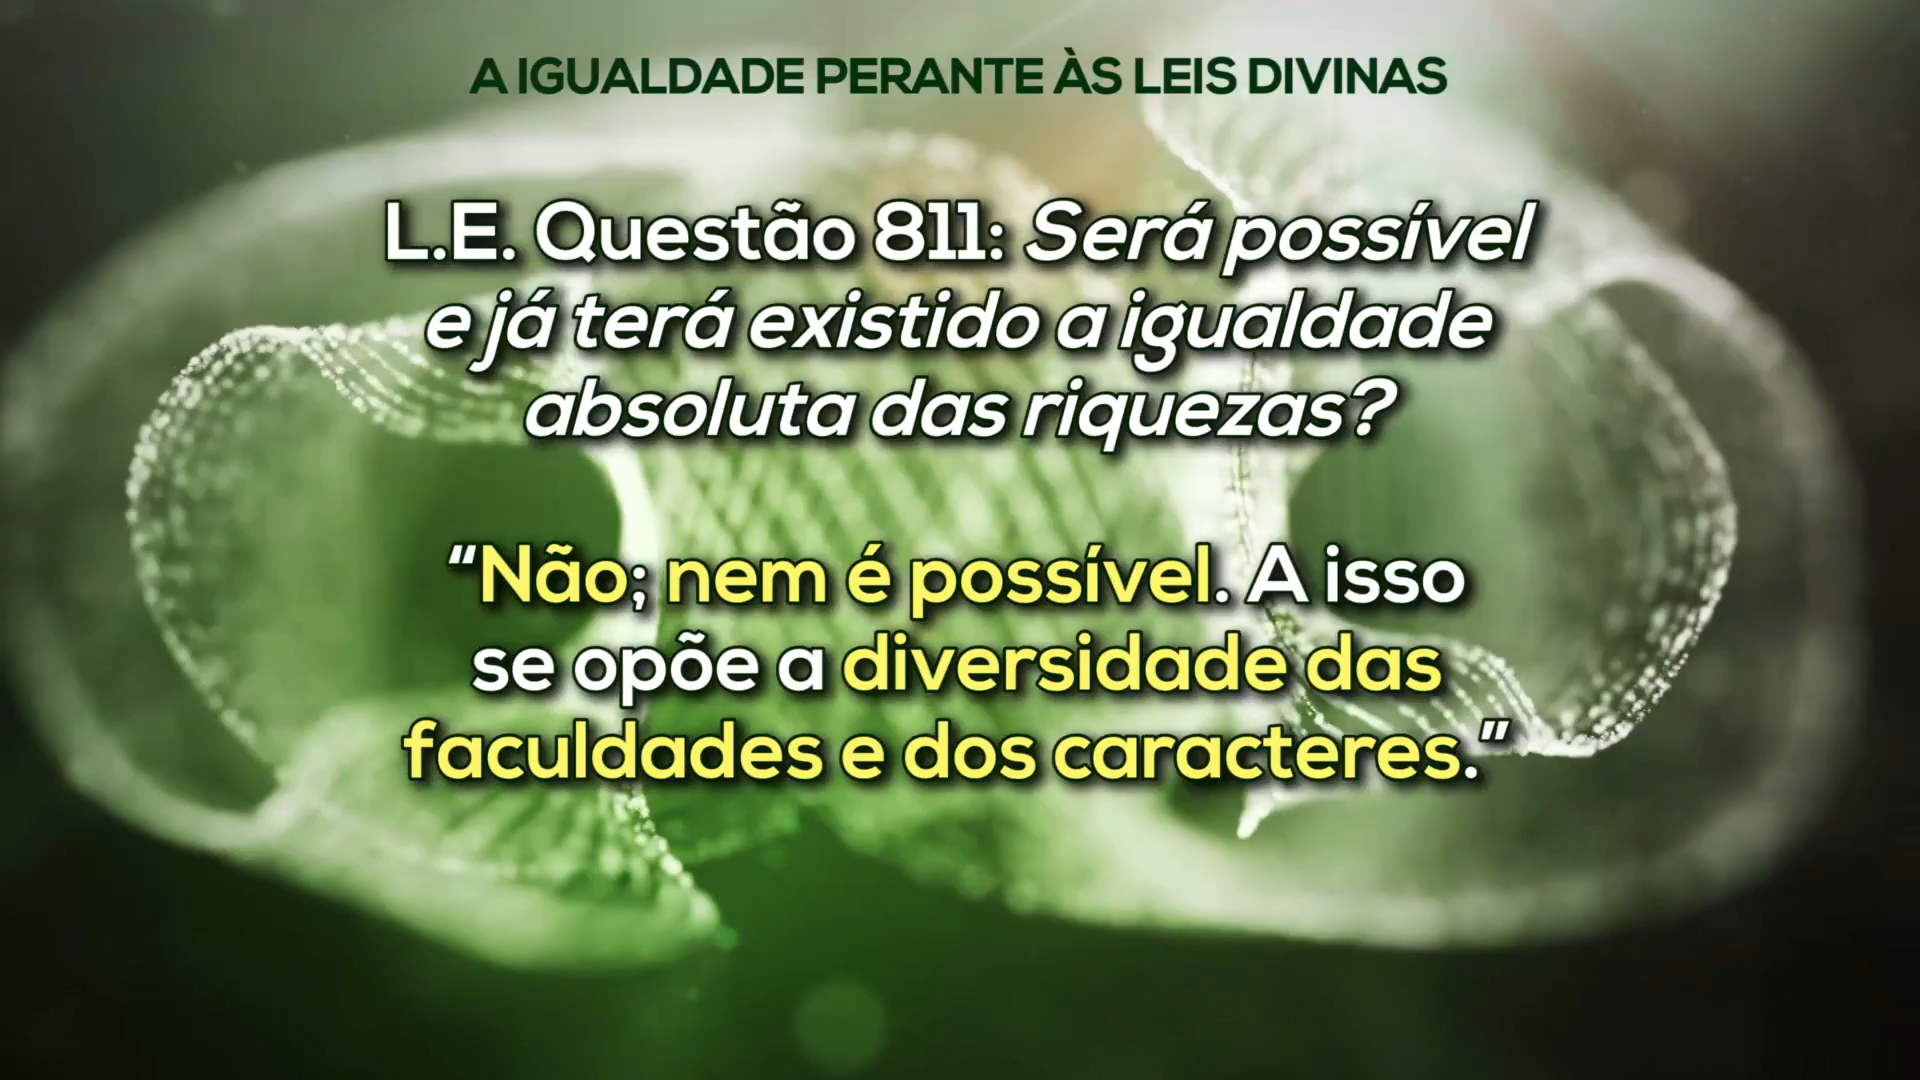 A IGUALDADE PERANTE ÀS LEIS DIVINAS
L.E. Questão 811: Será possível
e já terá existido a igualdade
absoluta das riquezas?
“Não; nem é possível. A isso
se opõe a diversidade das
faculdades e dos caracteres.”